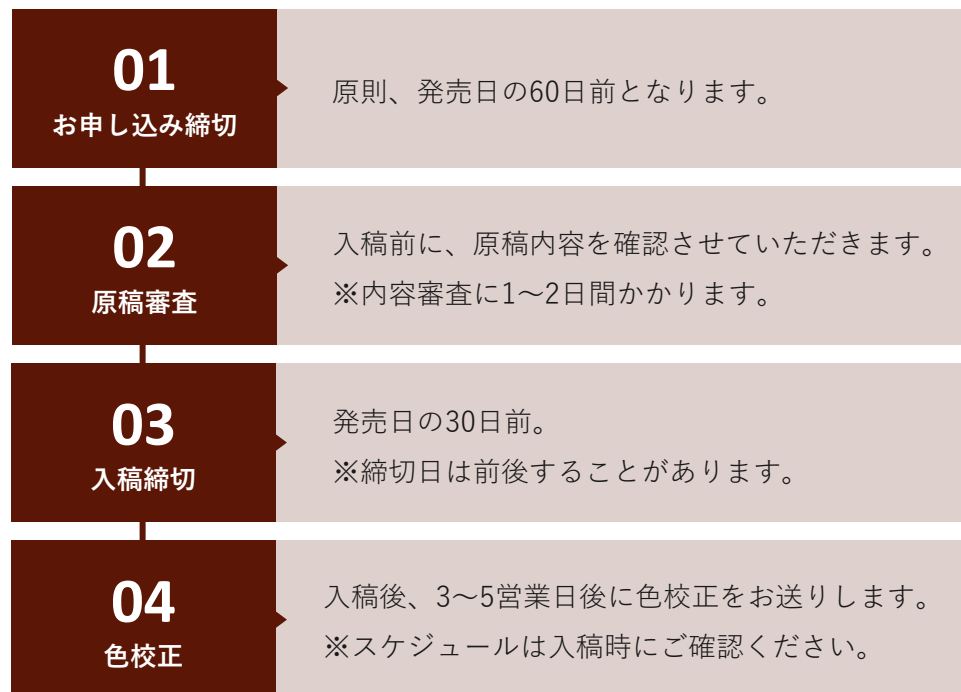 01
お申し込み締切
原則、発売日の60日前となります。
02
原稿審査
入稿前に、原稿内容を確認させていただきます。
※内容審査に1〜2日間かかります。
03
入稿締切
発売日の30日前。
※締切日は前後することがあります。
04
色校正
入稿後、3〜5営業日後に色校正をお送りします。
※スケジュールは入稿時にご確認ください。